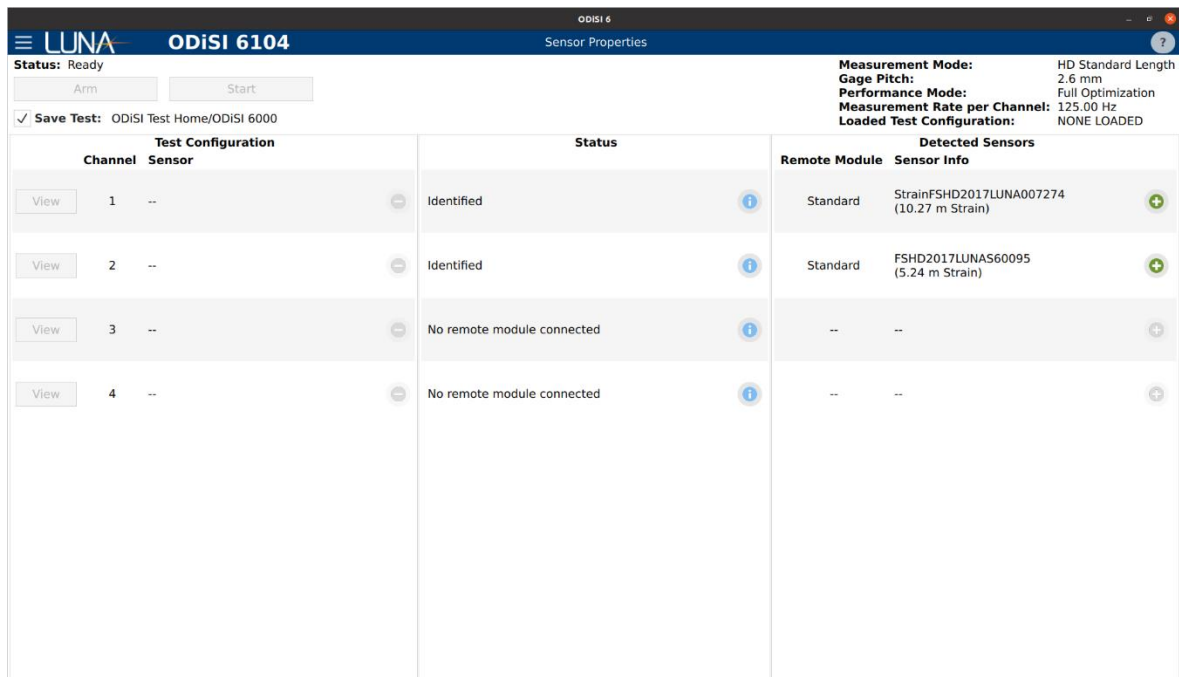 ODiSI 6
LUNA ODiSI 6104 Sensor Properties ?
Status: Ready
Arm Start
✓ Save Test: ODiSI Test Home/ODiSI 6000
Measurement Mode: HD Standard Length
Gage Pitch: 2.6 mm
Performance Mode: Full Optimization
Measurement Rate per Channel: 125.00 Hz
Loaded Test Configuration: NONE LOADED
Test Configuration Status Detected Sensors
Channel Sensor Remote Module Sensor Info
View 1 -- Identified Standard StrainFSHD2017LUNA007274
(10.27 m Strain)
View 2 -- Identified Standard FSHD2017LUNAS60095
(5.24 m Strain)
View 3 -- No remote module connected -- --
View 4 -- No remote module connected -- --